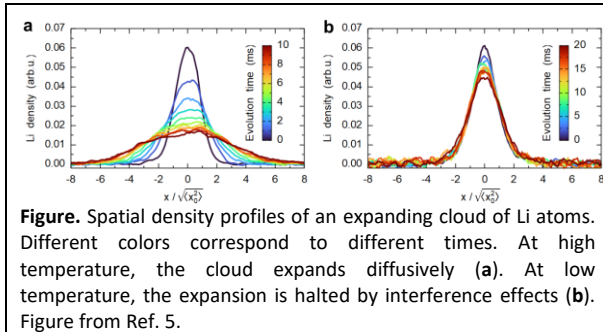 a
b
0.07
0.06
0.05
0.04
0.03
0.02
0.01
0.00
Li density (arb u.)
-8 -6 -4 -2 0 2 4 6 8
x / √⟨x₀²⟩
Evolution time (ms)
10
8
6
4
2
0
0.07
0.06
0.05
0.04
0.03
0.02
0.01
0.00
Li density (arb u.)
-8 -6 -4 -2 0 2 4 6 8
x / √⟨x₀²⟩
Evolution time (ms)
20
15
10
5
0
Figure. Spatial density profiles of an expanding cloud of Li atoms.
Different colors correspond to different times. At high
temperature, the cloud expands diffusively (a). At low
temperature, the expansion is halted by interference effects (b).
Figure from Ref. 5.